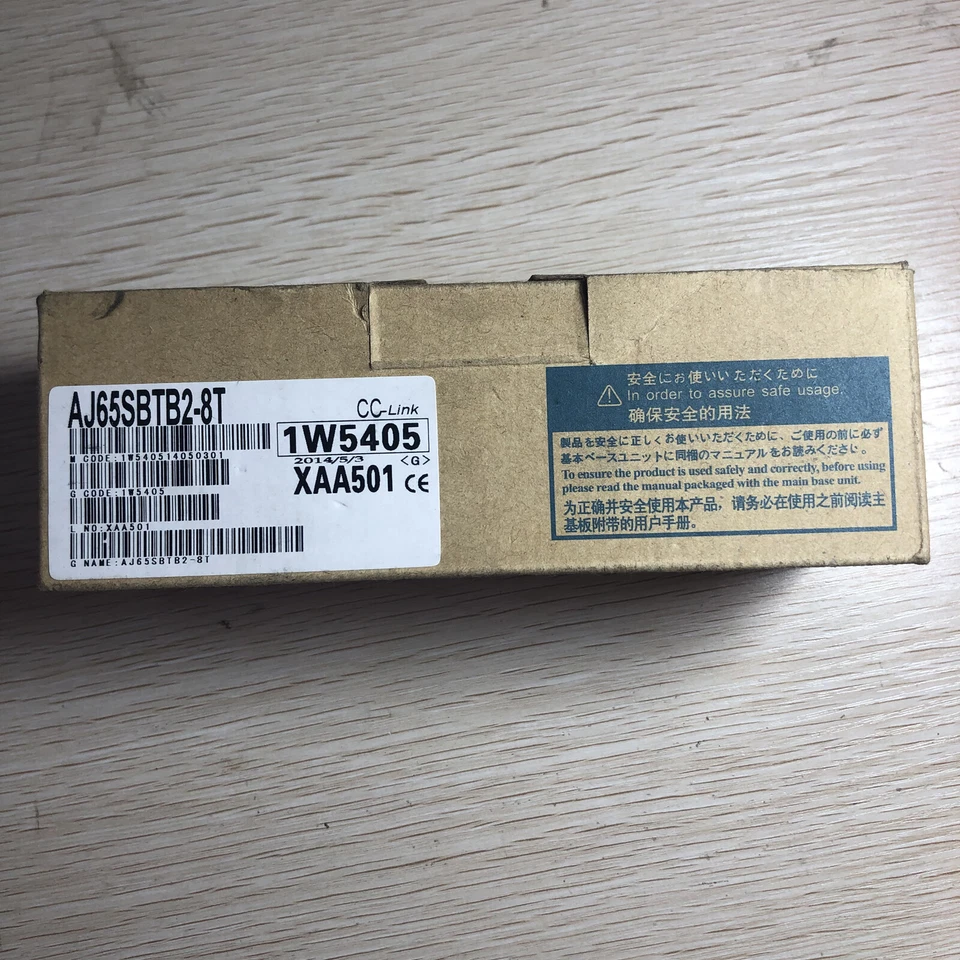 AJ65SBTB2-8T
CC-Link
1W5405
M CODE:1W540514050301
2014/5/3 <G>
XAA501 CE
G CODE:1W5405
L NO:XAA501
G NAME:AJ65SBTB2-8T
安全にお使いいただくために
In order to assure safe usage.
确保安全的用法
製品を安全に正しくお使いいただくために、ご使用の前に必ず
基本ベースユニットに同梱のマニュアルをお読みください。
To ensure the product is used safely and correctly, before using
please read the manual packaged with the main base unit.
为正确并安全使用本产品，请务必在使用之前阅读主
基板附带的用户手册。